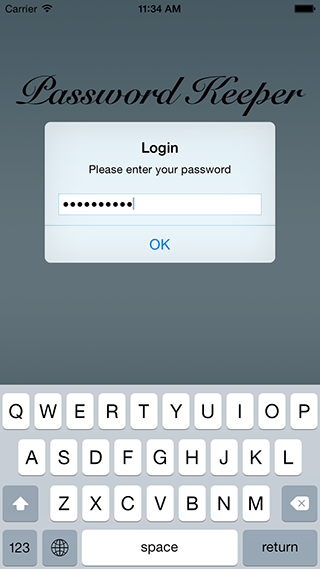 Carrier 11:34 AM
Password Keeper
Login
Please enter your password
••••••••••
OK
Q W E R T Y U I O P
A S D F G H J K L
Z X C V B N M
123 space return